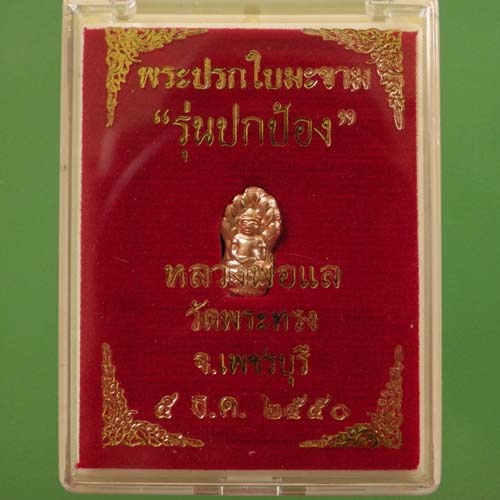 พระปรกใบมะขาม
“รุ่นปกป้อง”
หลวงพ่อแล
วัดพระทรง
จ.เพชรบุรี
๕ ธ.ค. ๒๕๕๐